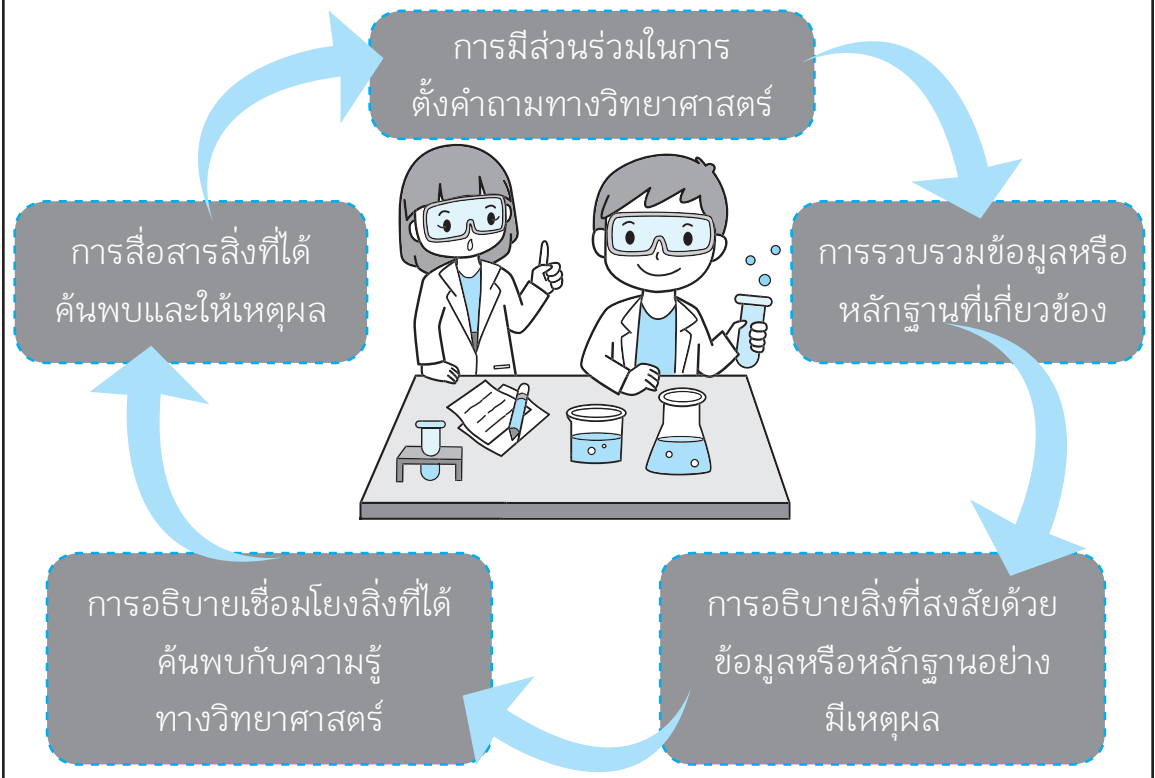 การมีส่วนร่วมในการ
ตั้งคำถามทางวิทยาศาสตร์
การรวบรวมข้อมูลหรือ
หลักฐานที่เกี่ยวข้อง
การอธิบายสิ่งที่สงสัยด้วย
ข้อมูลหรือหลักฐานอย่าง
มีเหตุผล
การอธิบายเชื่อมโยงสิ่งที่ได้
ค้นพบกับความรู้
ทางวิทยาศาสตร์
การสื่อสารสิ่งที่ได้
ค้นพบและให้เหตุผล